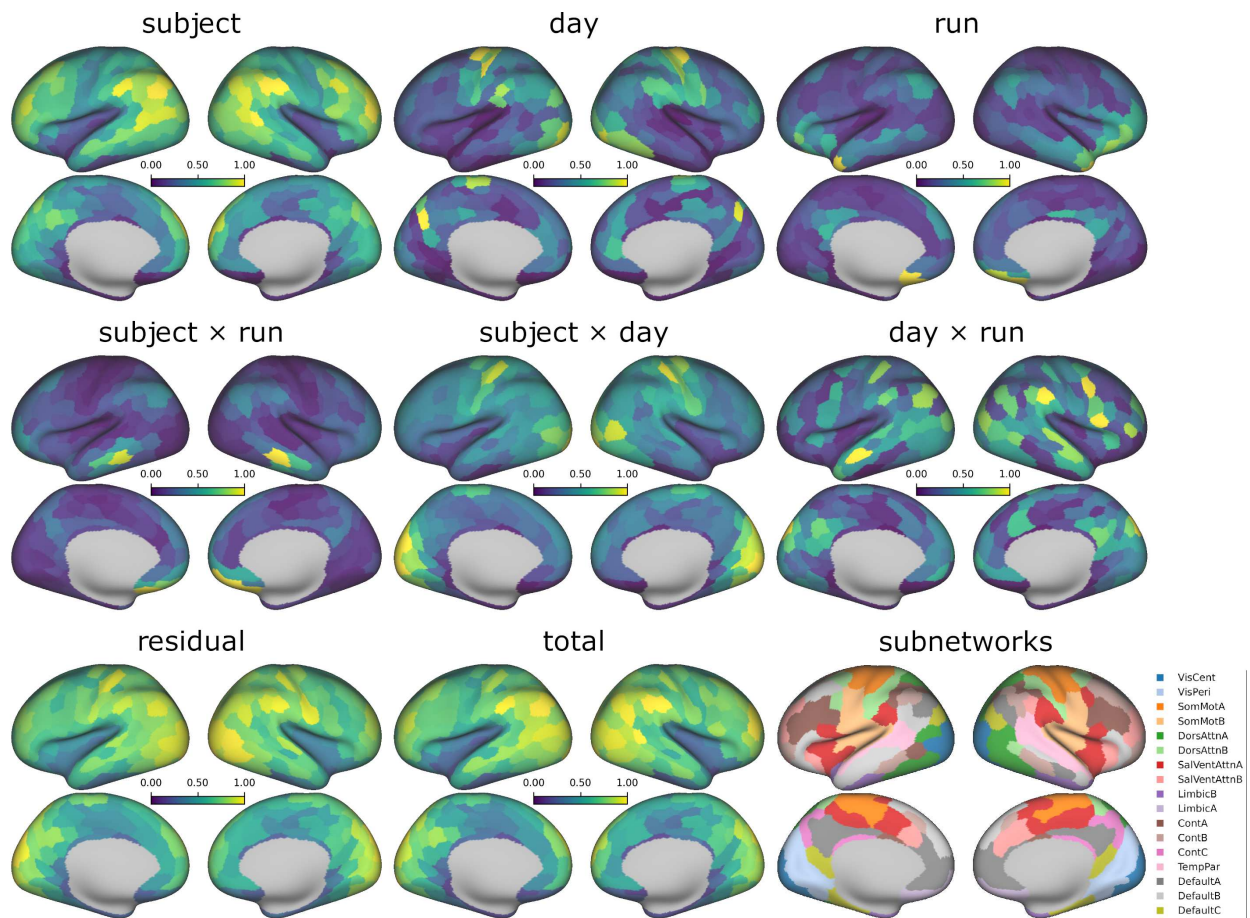 subject
day
run
0.00 0.50 1.00
0.00 0.50 1.00
0.00 0.50 1.00
subject × run
subject × day
day × run
0.00 0.50 1.00
0.00 0.50 1.00
0.00 0.50 1.00
residual
total
subnetworks
0.00 0.50 1.00
0.00 0.50 1.00
VisCent
VisPeri
SomMotA
SomMotB
DorsAttnA
DorsAttnB
SalVentAttnA
SalVentAttnB
LimbicB
LimbicA
ContA
ContB
ContC
TempPar
DefaultA
DefaultB
DefaultC